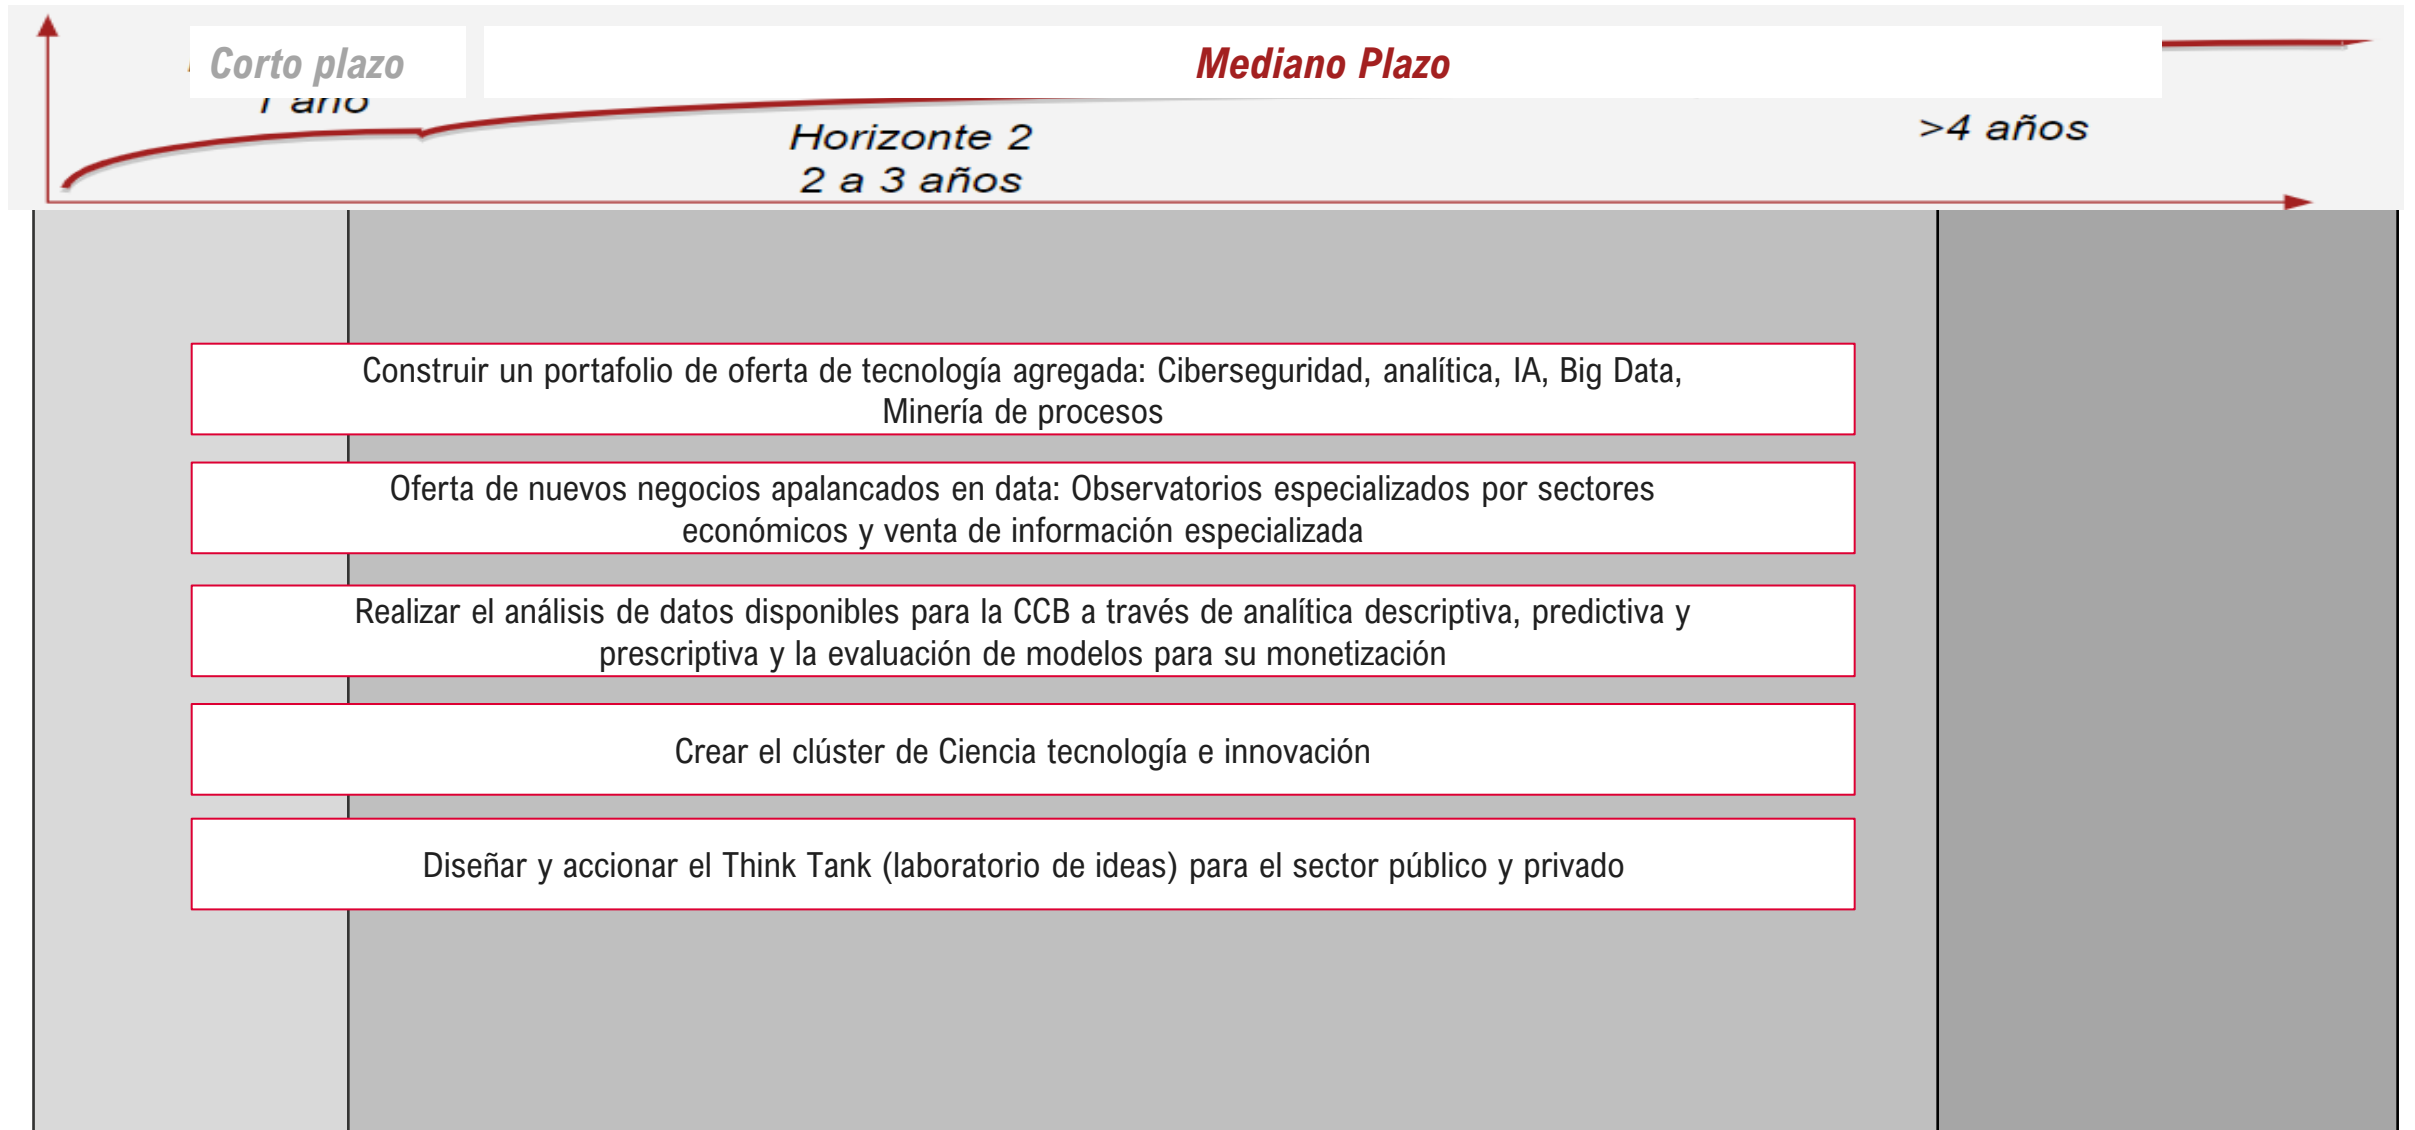 Corto plazo
Mediano Plazo
1 año
Horizonte 2
2 a 3 años
>4 años
Construir un portafolio de oferta de tecnología agregada: Ciberseguridad, analítica, IA, Big Data,
Minería de procesos
Oferta de nuevos negocios apalancados en data: Observatorios especializados por sectores
económicos y venta de información especializada
Realizar el análisis de datos disponibles para la CCB a través de analítica descriptiva, predictiva y
prescriptiva y la evaluación de modelos para su monetización
Crear el clúster de Ciencia tecnología e innovación
Diseñar y accionar el Think Tank (laboratorio de ideas) para el sector público y privado